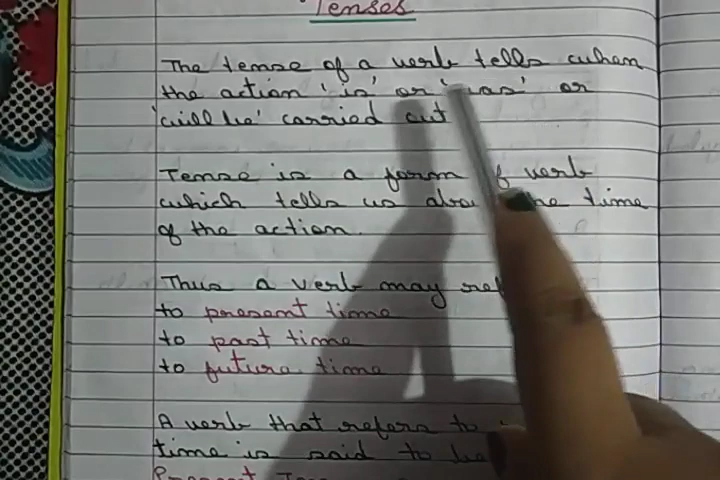 Tenses
The tense of a verb tells when
the action 'is' or 'was' or
'will be' carried out
Tense is a form of verb
which tells us the time
of the action.
Thus a verb may
to present time
to past time
to future time
A verb that refers to
time is said to be
Present